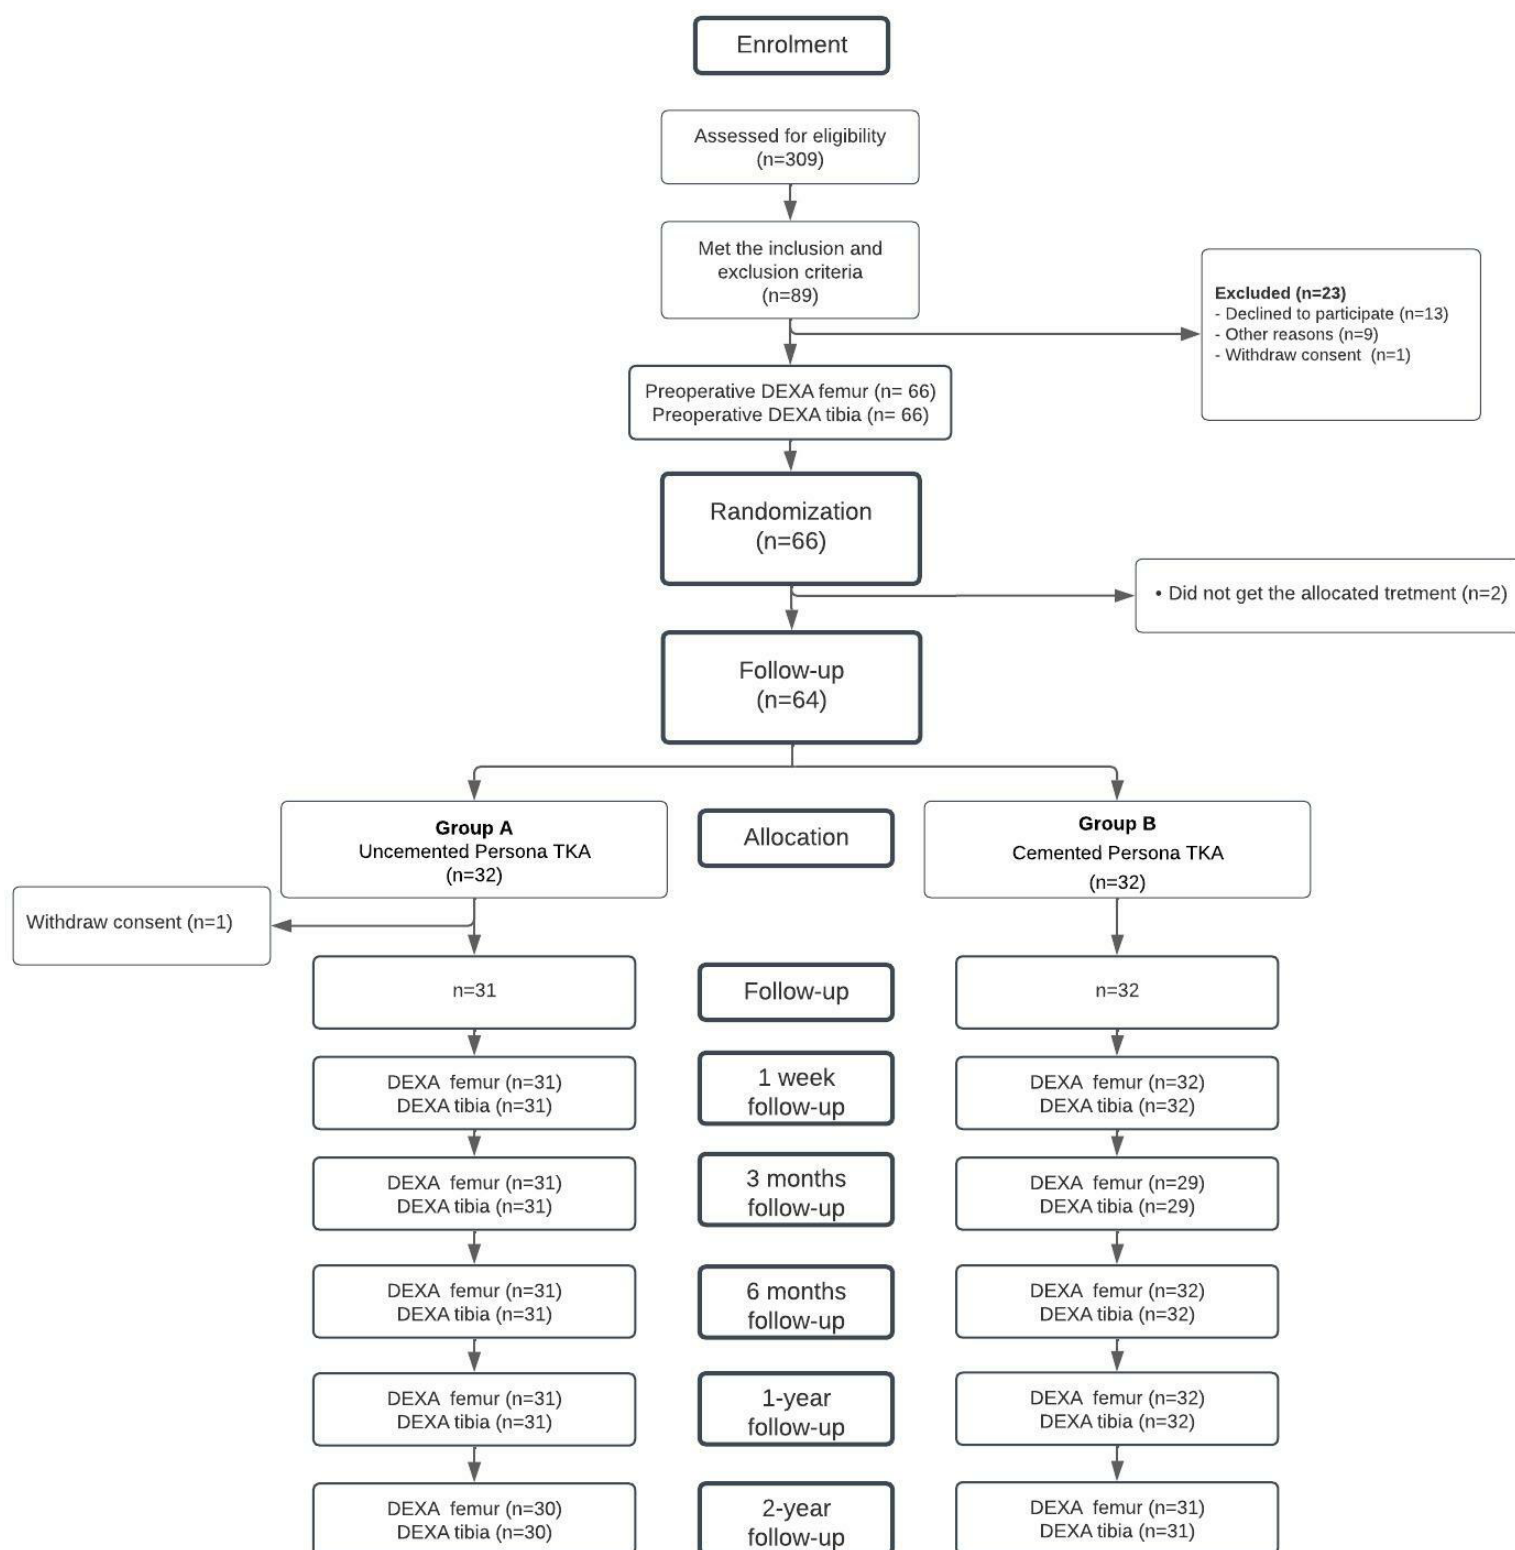 Enrolment
Assessed for eligibility
(n=309)
Met the inclusion and
exclusion criteria
(n=89)
Excluded (n=23)
- Declined to participate (n=13)
- Other reasons (n=9)
- Withdraw consent (n=1)
Preoperative DEXA femur (n= 66)
Preoperative DEXA tibia (n= 66)
Randomization
(n=66)
• Did not get the allocated tretment (n=2)
Follow-up
(n=64)
Group A
Uncemented Persona TKA
(n=32)
Allocation
Group B
Cemented Persona TKA
(n=32)
Withdraw consent (n=1)
n=31
Follow-up
n=32
DEXA femur (n=31)
DEXA tibia (n=31)
1 week
follow-up
DEXA femur (n=32)
DEXA tibia (n=32)
DEXA femur (n=31)
DEXA tibia (n=31)
3 months
follow-up
DEXA femur (n=29)
DEXA tibia (n=29)
DEXA femur (n=31)
DEXA tibia (n=31)
6 months
follow-up
DEXA femur (n=32)
DEXA tibia (n=32)
DEXA femur (n=31)
DEXA tibia (n=31)
1-year
follow-up
DEXA femur (n=32)
DEXA tibia (n=32)
DEXA femur (n=30)
DEXA tibia (n=30)
2-year
follow-up
DEXA femur (n=31)
DEXA tibia (n=31)